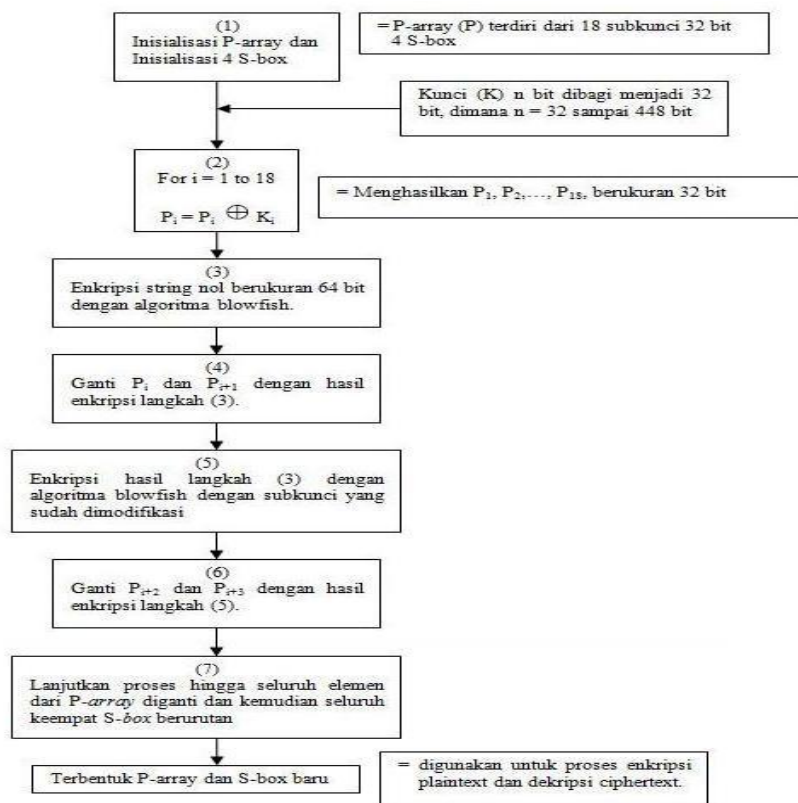 (1)
Inisialisasi P-array dan
Inisialisasi 4 S-box
= P-array (P) terdiri dari 18 subkunci 32 bit
4 S-box
Kunci (K) n bit dibagi menjadi 32
bit, dimana n = 32 sampai 448 bit
(2)
For i = 1 to 18
Pᵢ = Pᵢ ⊕ Kᵢ
= Menghasilkan P₁, P₂,..., P₁₈, berukuran 32 bit
(3)
Enkripsi string nol berukuran 64 bit
dengan algoritma blowfish.
(4)
Ganti Pᵢ dan Pᵢ₊₁ dengan hasil
enkripsi langkah (3).
(5)
Enkripsi hasil langkah (3) dengan
algoritma blowfish dengan subkunci yang
sudah dimodifikasi
(6)
Ganti Pᵢ₊₂ dan Pᵢ₊₃ dengan hasil
enkripsi langkah (5).
(7)
Lanjutkan proses hingga seluruh elemen
dari P-array diganti dan kemudian seluruh
keempat S-box berurutan
Terbentuk P-array dan S-box baru
= digunakan untuk proses enkripsi
plaintext dan dekripsi ciphertext.